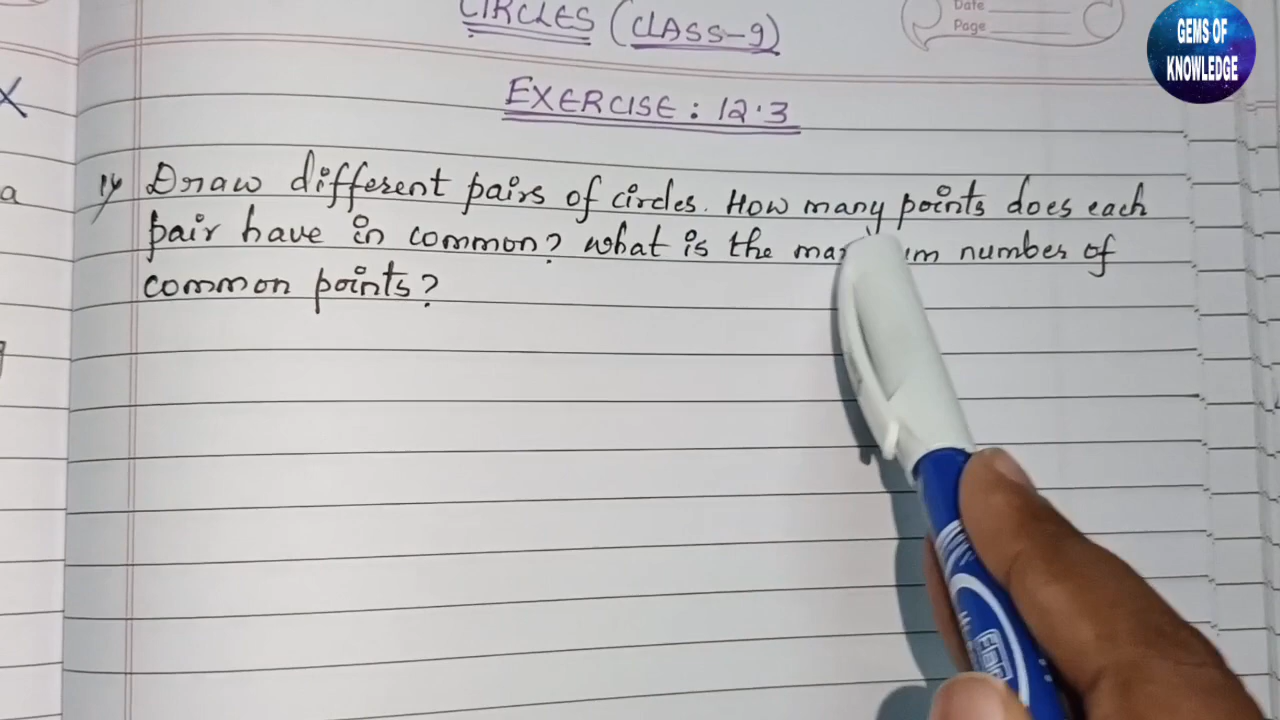 CIRCLES (CLASS-9)
Date
Page
GEMS OF
KNOWLEDGE
EXERCISE: 12.3
1) Draw different pairs of circles. How many points does each
pair have in common? What is the number of
common points?
a